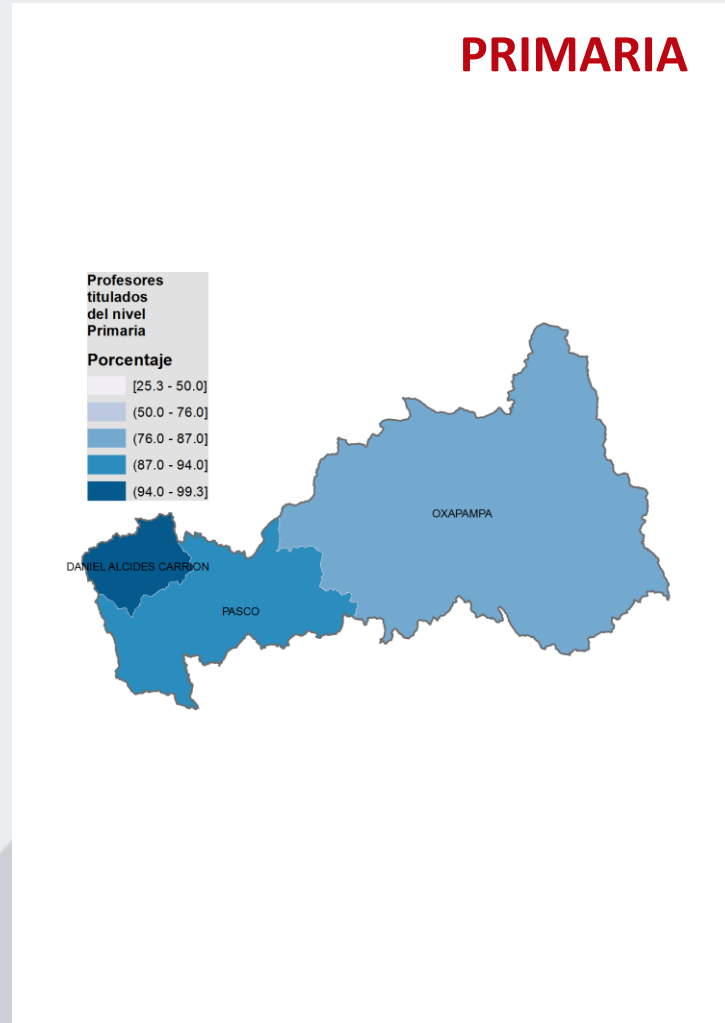 PRIMARIA
Profesores
titulados
del nivel
Primaria
Porcentaje
[25.3 - 50.0]
(50.0 - 76.0]
(76.0 - 87.0]
(87.0 - 94.0]
(94.0 - 99.3]
OXAPAMPA
DANIEL ALCIDES CARRION
PASCO